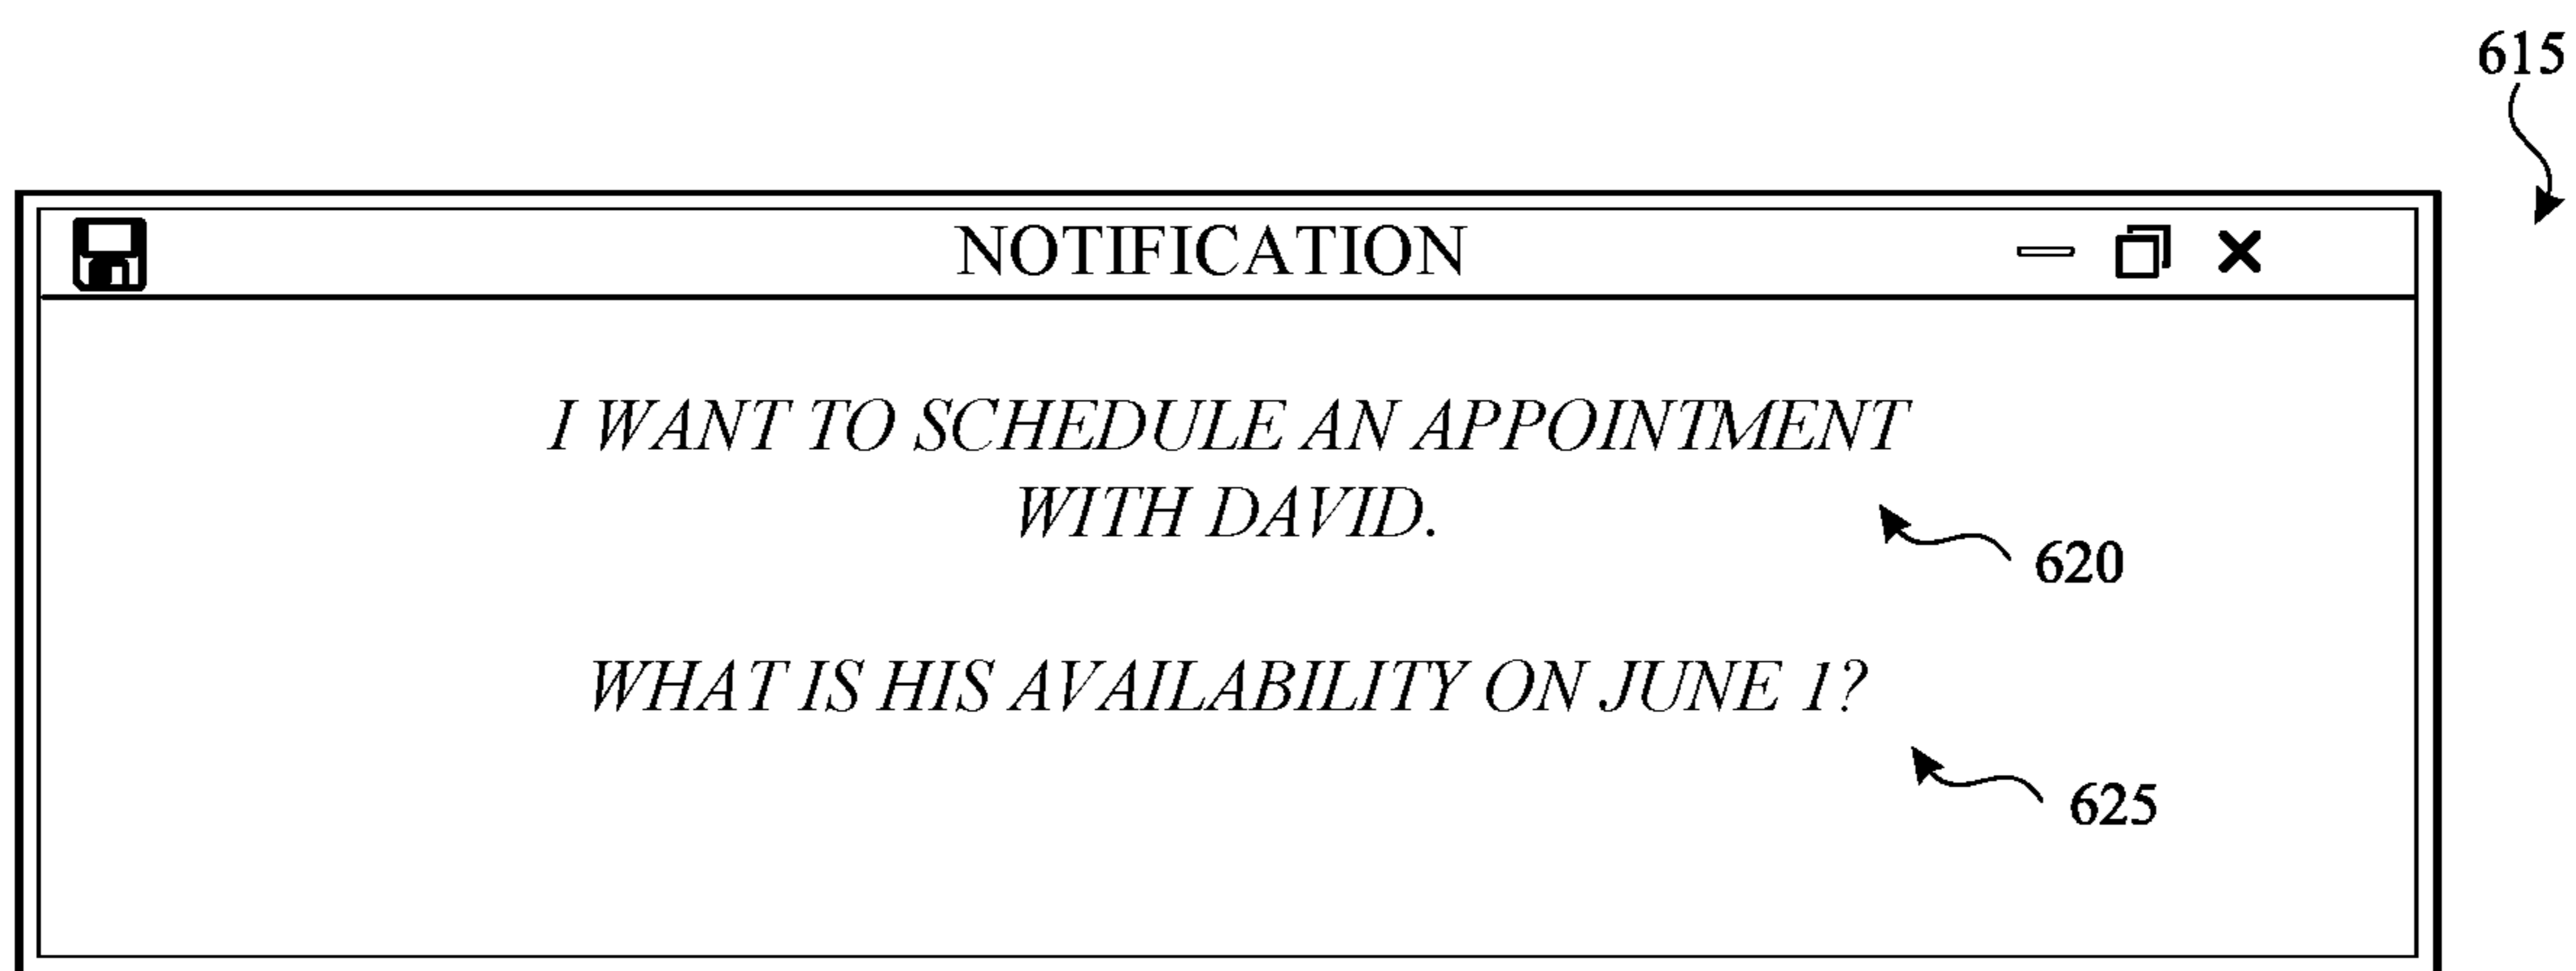 615
NOTIFICATION
I WANT TO SCHEDULE AN APPOINTMENT
WITH DAVID.
620
WHAT IS HIS AVAILABILITY ON JUNE 1?
625